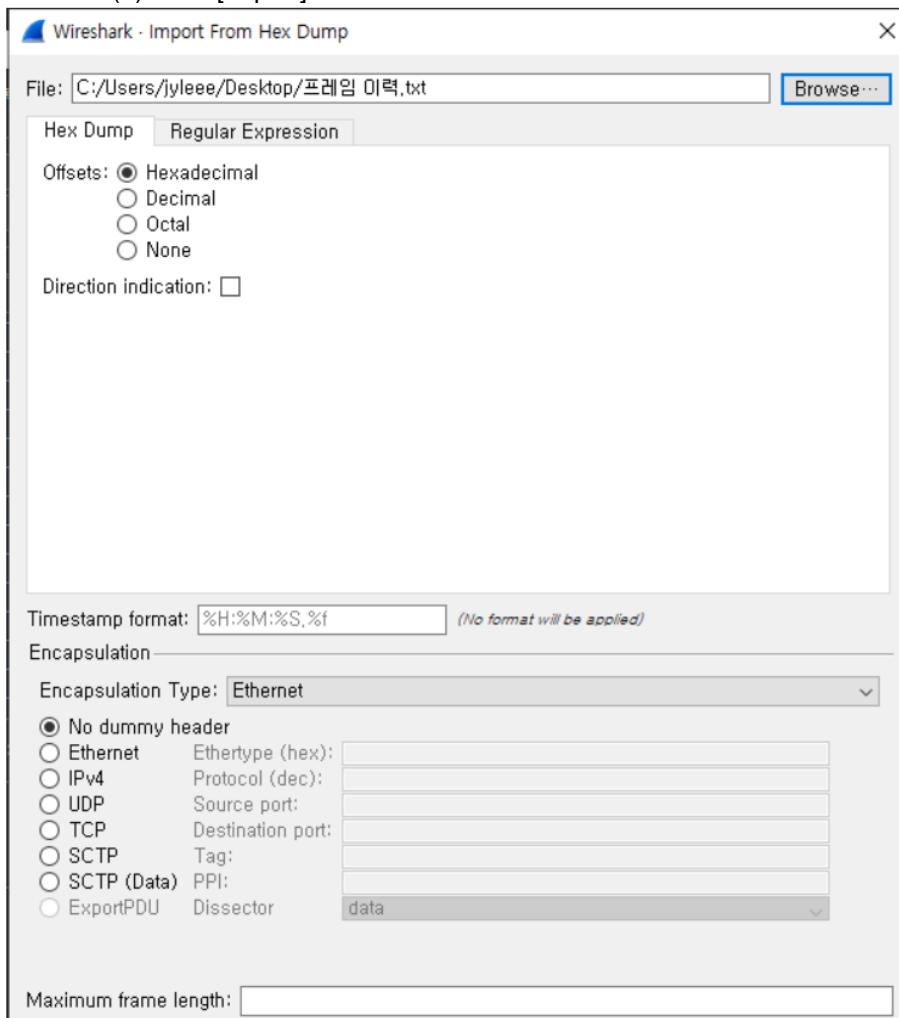 Wireshark · Import From Hex Dump
File: C:/Users/jyleee/Desktop/프레임 이력.txt Browse…
Hex Dump Regular Expression
Offsets: Hexadecimal
Decimal
Octal
None
Direction indication:
Timestamp format: %H:%M:%S.%f (No format will be applied)
Encapsulation
Encapsulation Type: Ethernet
No dummy header
Ethernet Ethertype (hex):
IPv4 Protocol (dec):
UDP Source port:
TCP Destination port:
SCTP Tag:
SCTP (Data) PPI:
ExportPDU Dissector data
Maximum frame length: